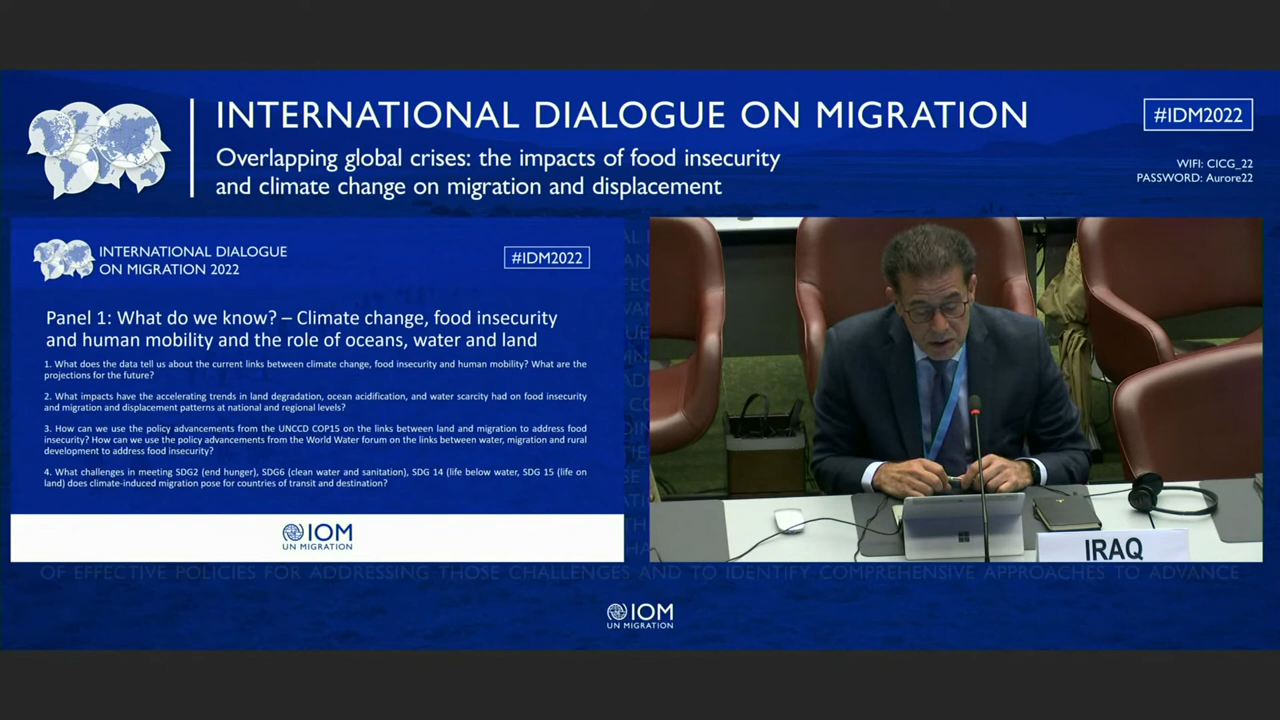 INTERNATIONAL DIALOGUE ON MIGRATION
Overlapping global crises: the impacts of food insecurity
and climate change on migration and displacement
#IDM2022
WIFI: CICG_22
PASSWORD: Aurore22
INTERNATIONAL DIALOGUE
ON MIGRATION 2022
#IDM2022
Panel 1: What do we know? – Climate change, food insecurity
and human mobility and the role of oceans, water and land
1. What does the data tell us about the current links between climate change, food insecurity and human mobility? What are the
projections for the future?
2. What impacts have the accelerating trends in land degradation, ocean acidification, and water scarcity had on food insecurity
and migration and displacement patterns at national and regional levels?
3. How can we use the policy advancements from the UNCCD COP15 on the links between land and migration to address food
insecurity? How can we use the policy advancements from the World Water forum on the links between water, migration and rural
development to address food insecurity?
4. What challenges in meeting SDG2 (end hunger), SDG6 (clean water and sanitation), SDG 14 (life below water, SDG 15 (life on
land) does climate-induced migration pose for countries of transit and destination?
IOM
UN MIGRATION
IRAQ
OF EFFECTIVE POLICIES FOR ADDRESSING THOSE CHALLENGES AND TO IDENTIFY COMPREHENSIVE APPROACHES TO ADVANCE
IOM
UN MIGRATION